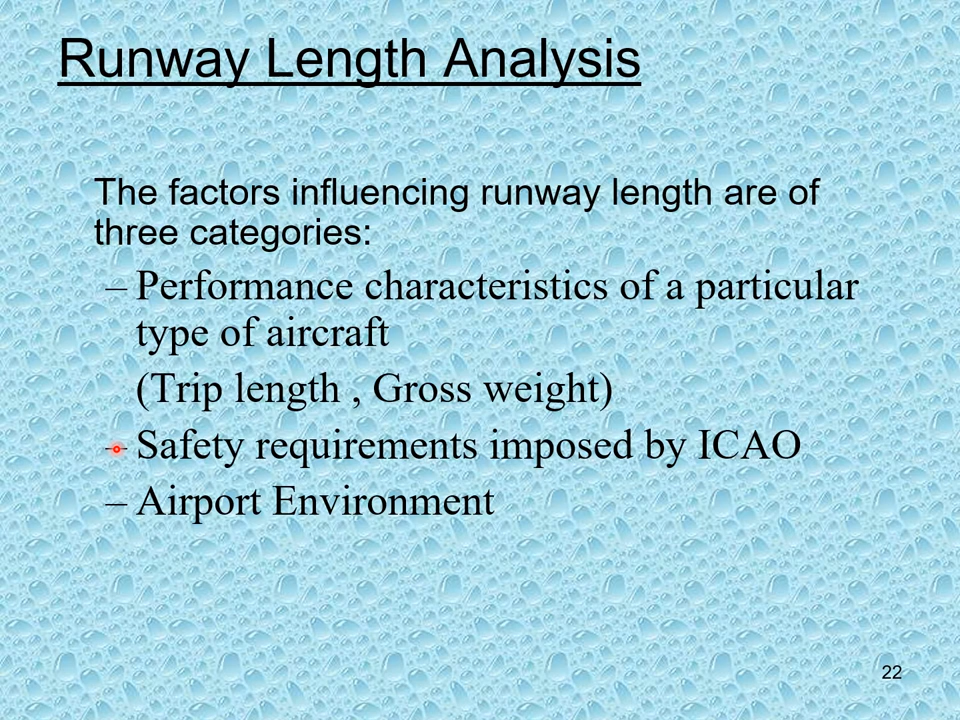 Runway Length Analysis
The factors influencing runway length are of
three categories:
– Performance characteristics of a particular
type of aircraft
(Trip length , Gross weight)
– Safety requirements imposed by ICAO
– Airport Environment
22